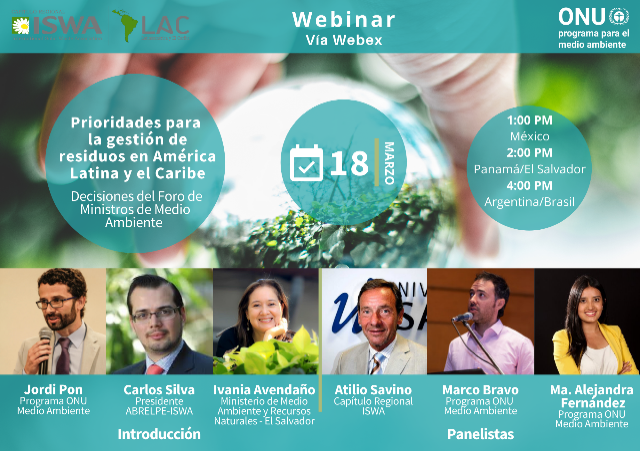 ISWA
LAC
Webinar
Vía Webex
ONU
programa para el
medio ambiente
Prioridades para
la gestión de
residuos en América
Latina y el Caribe
Decisiones del Foro de
Ministros de Medio
Ambiente
18
MARZO
1:00 PM
México
2:00 PM
Panamá/El Salvador
4:00 PM
Argentina/Brasil
Jordi Pon
Programa ONU
Medio Ambiente
Carlos Silva
Presidente
ABRELPE-ISWA
Ivania Avendaño
Ministerio de Medio
Ambiente y Recursos
Naturales - El Salvador
Atilio Savino
Capítulo Regional
ISWA
Marco Bravo
Programa ONU
Medio Ambiente
Ma. Alejandra
Fernández
Programa ONU
Medio Ambiente
Introducción
Panelistas